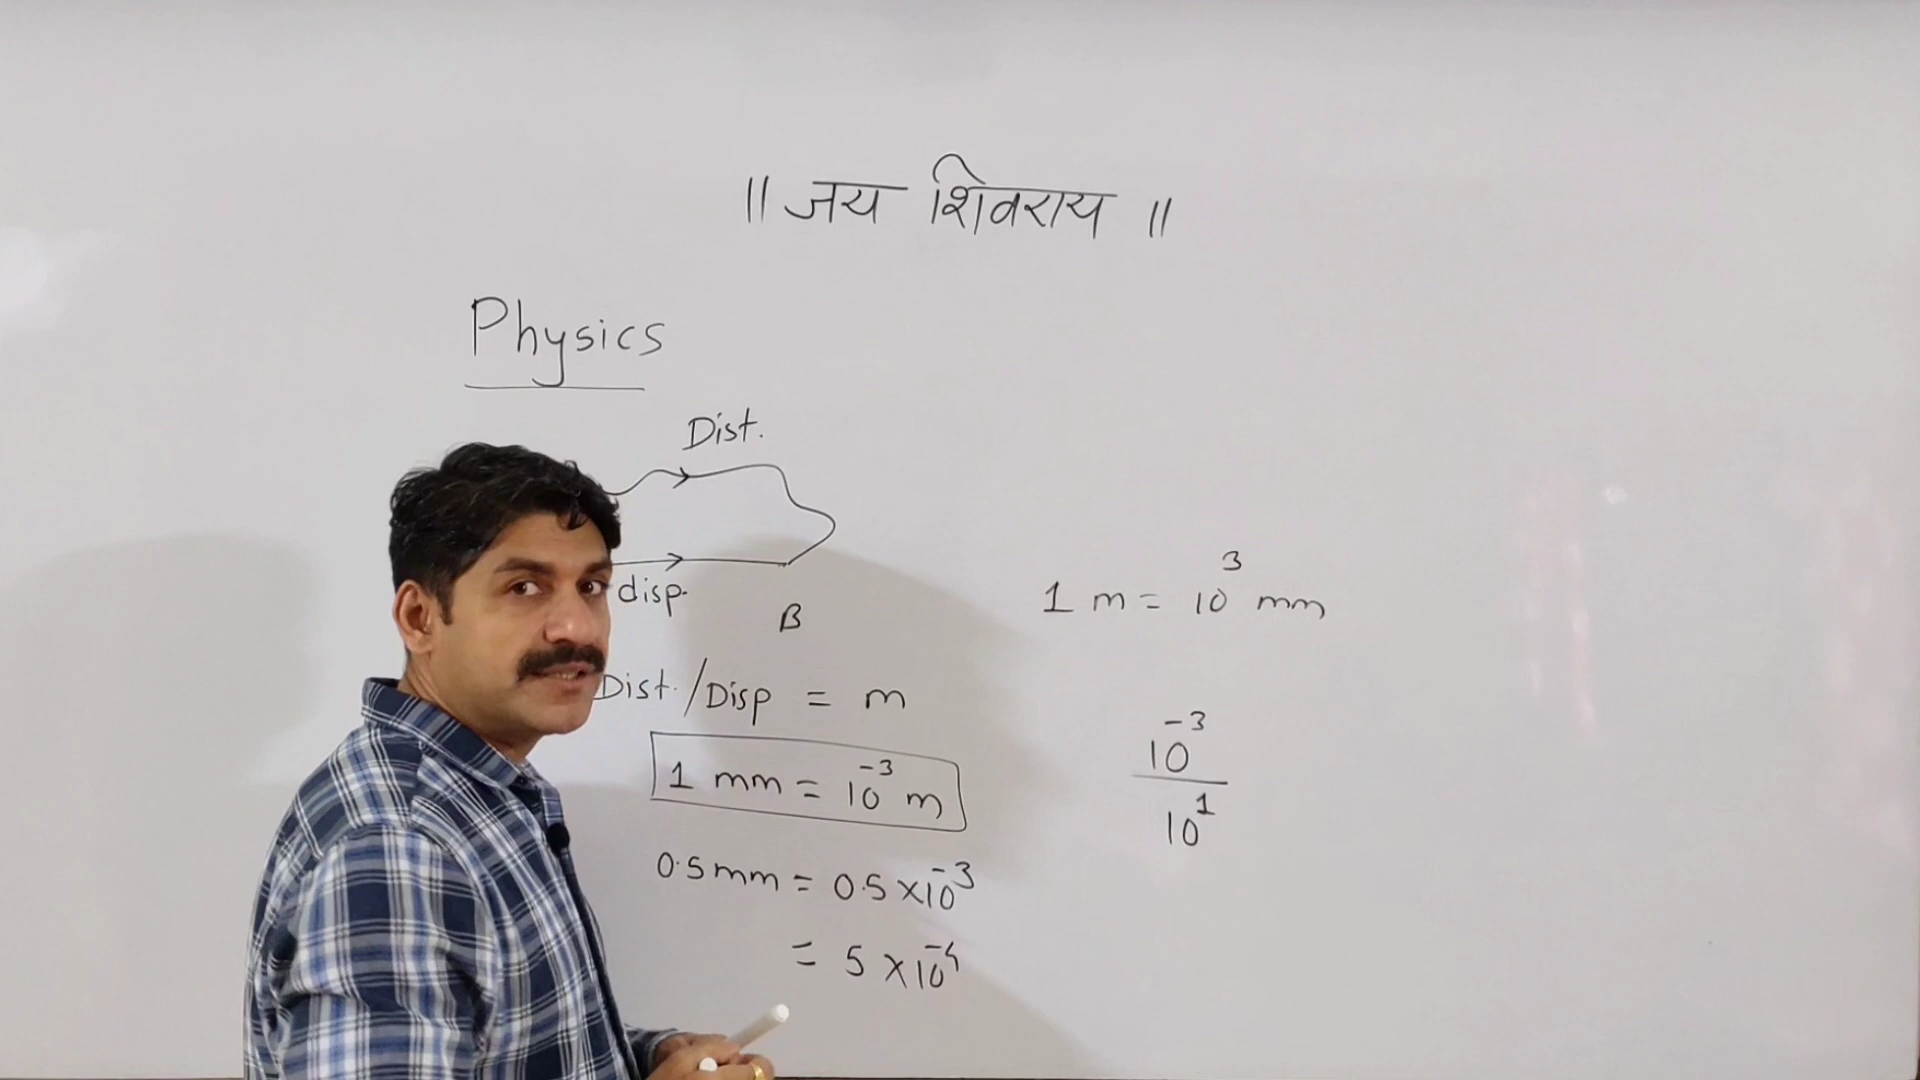 ॥ जय शिवराय ॥
Physics
Dist.
disp.
B
Dist./Disp = m
1 mm = 10⁻³ m
0.5 mm = 0.5 × 10⁻³
= 5 × 10⁻⁴
1 m = 10³ mm
10⁻³
10¹